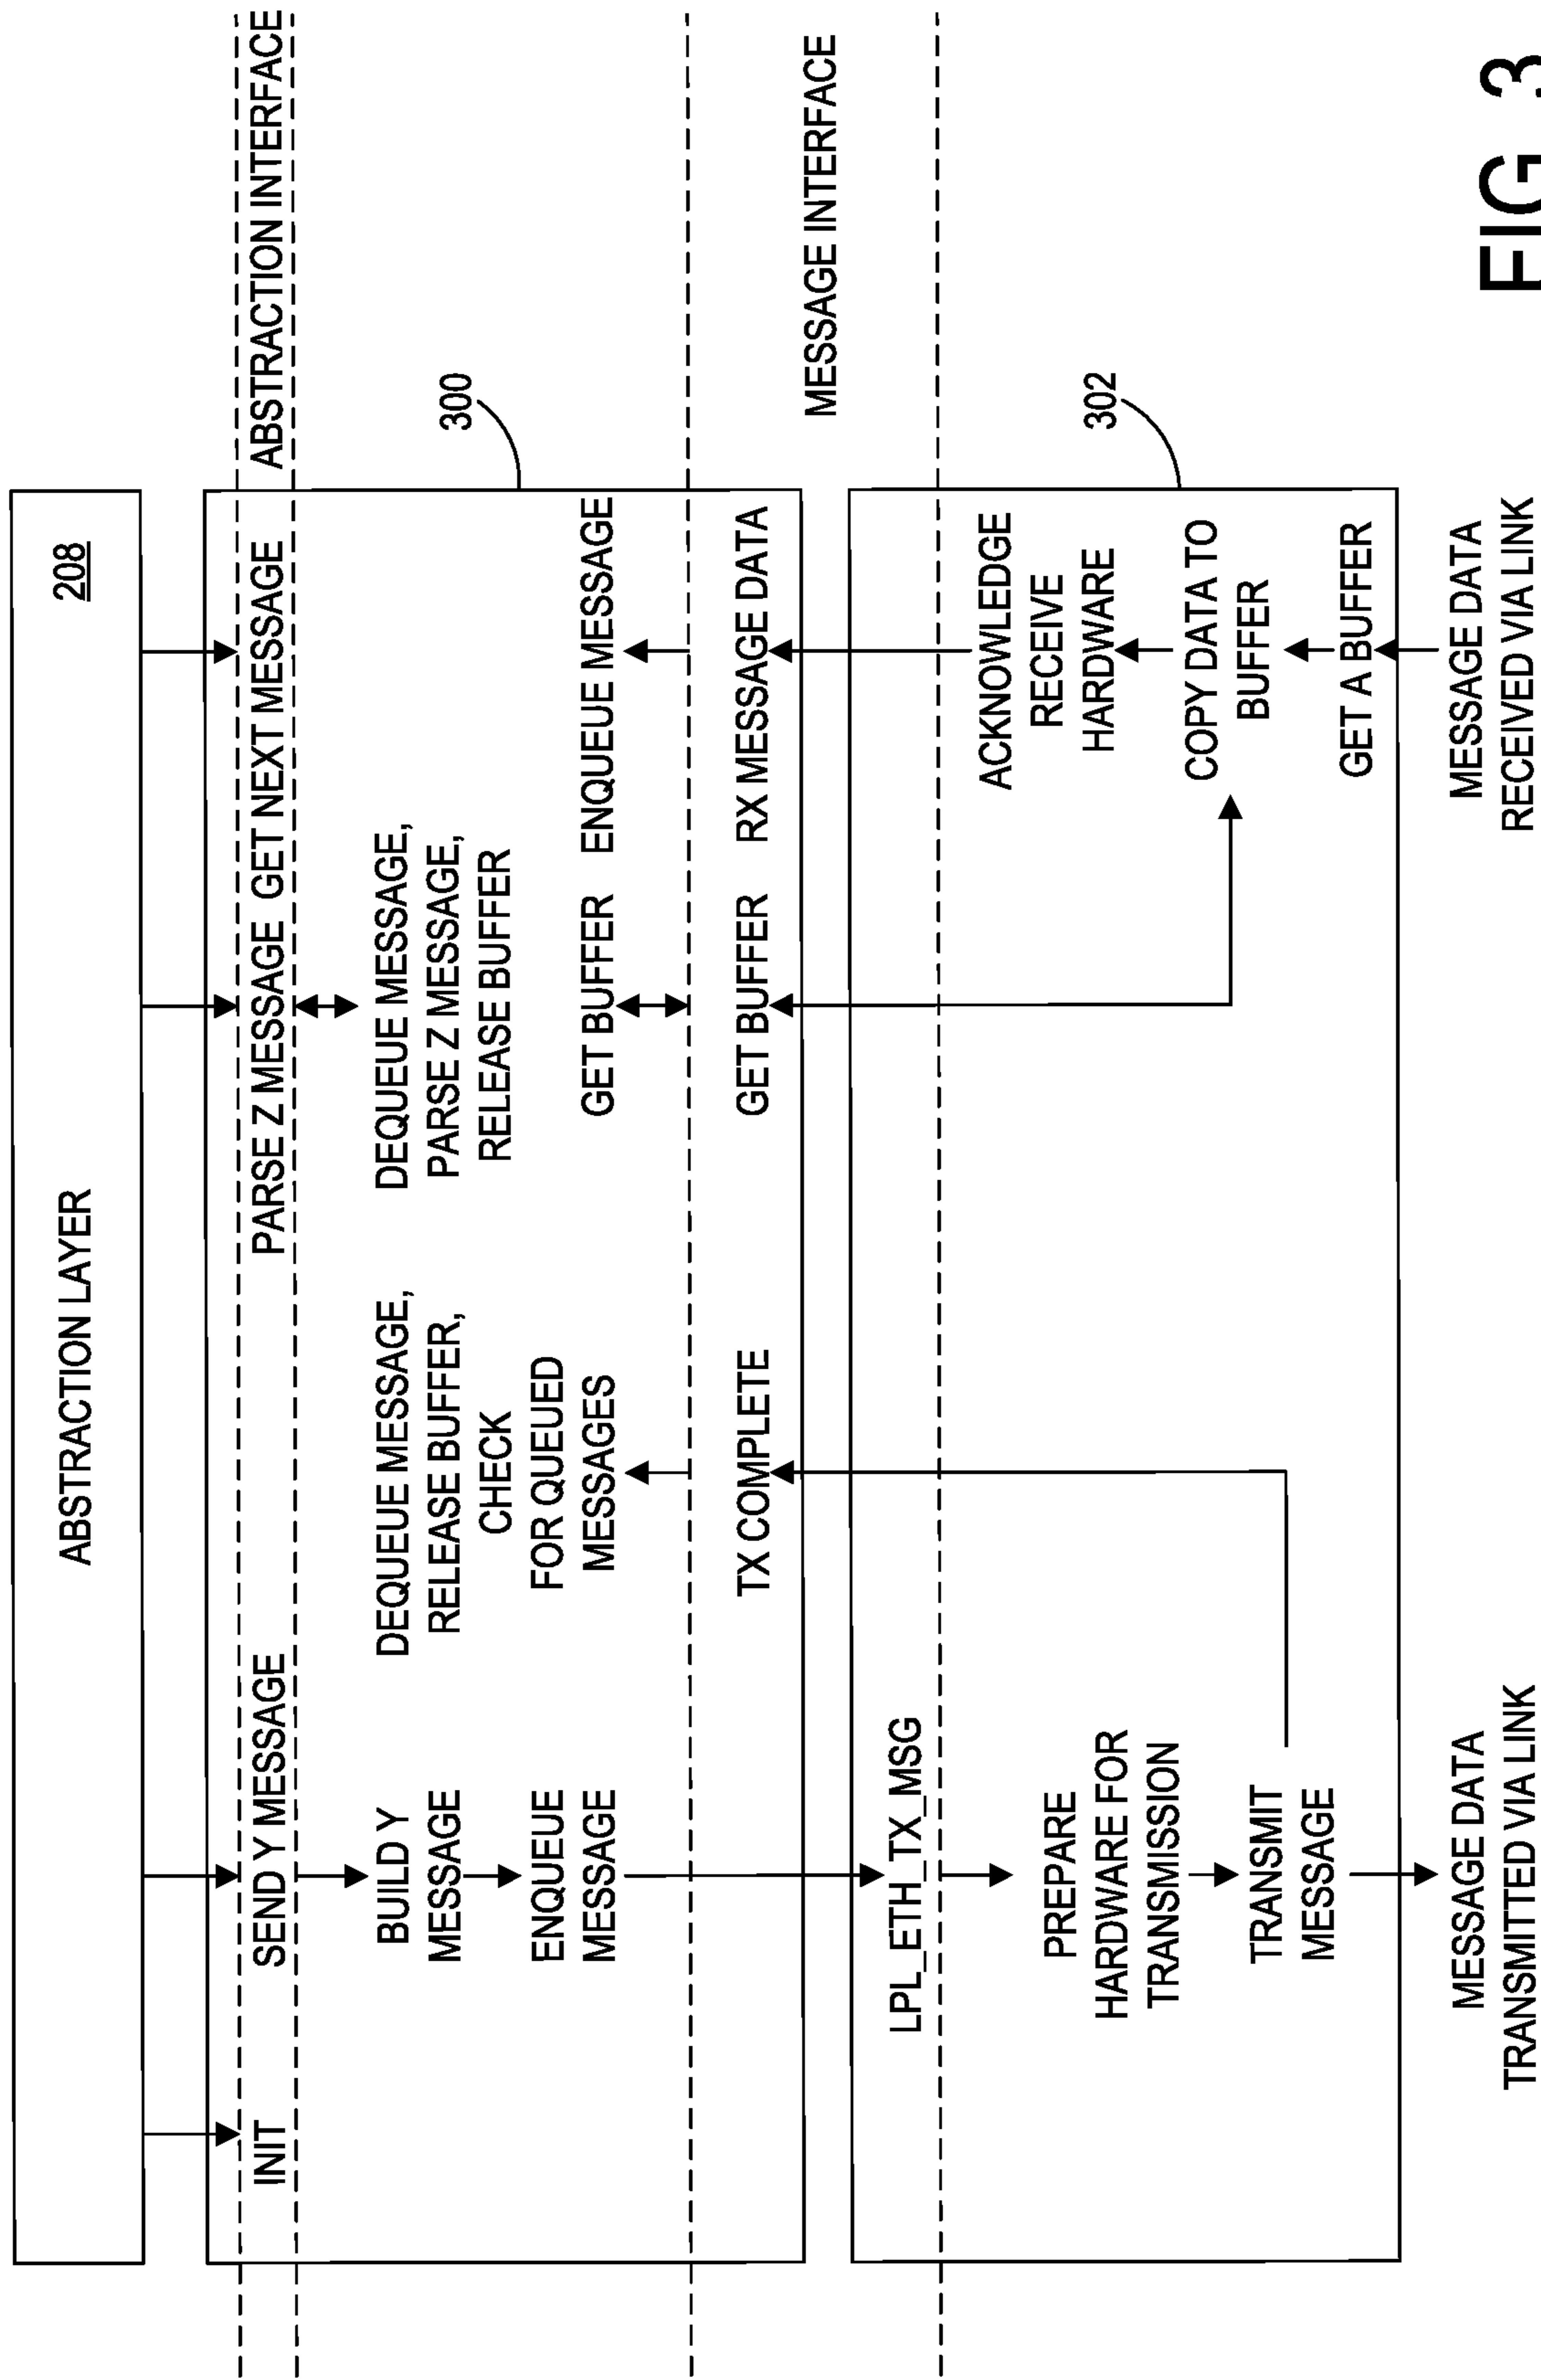 ABSTRACTION LAYER
208
INIT
SEND Y MESSAGE
PARSE Z MESSAGE
GET NEXT MESSAGE
ABSTRACTION INTERFACE
BUILD Y
MESSAGE
ENQUEUE
MESSAGE
DEQUEUE MESSAGE,
RELEASE BUFFER,
CHECK
FOR QUEUED
MESSAGES
DEQUEUE MESSAGE,
PARSE Z MESSAGE,
RELEASE BUFFER
GET BUFFER
ENQUEUE MESSAGE
300
TX COMPLETE
GET BUFFER
RX MESSAGE DATA
MESSAGE INTERFACE
LPL_ETH_TX_MSG
PREPARE
HARDWARE FOR
TRANSMISSION
TRANSMIT
MESSAGE
ACKNOWLEDGE
RECEIVE
HARDWARE
COPY DATA TO
BUFFER
GET A BUFFER
302
MESSAGE DATA
TRANSMITTED VIA LINK
MESSAGE DATA
RECEIVED VIA LINK
FIG. 3